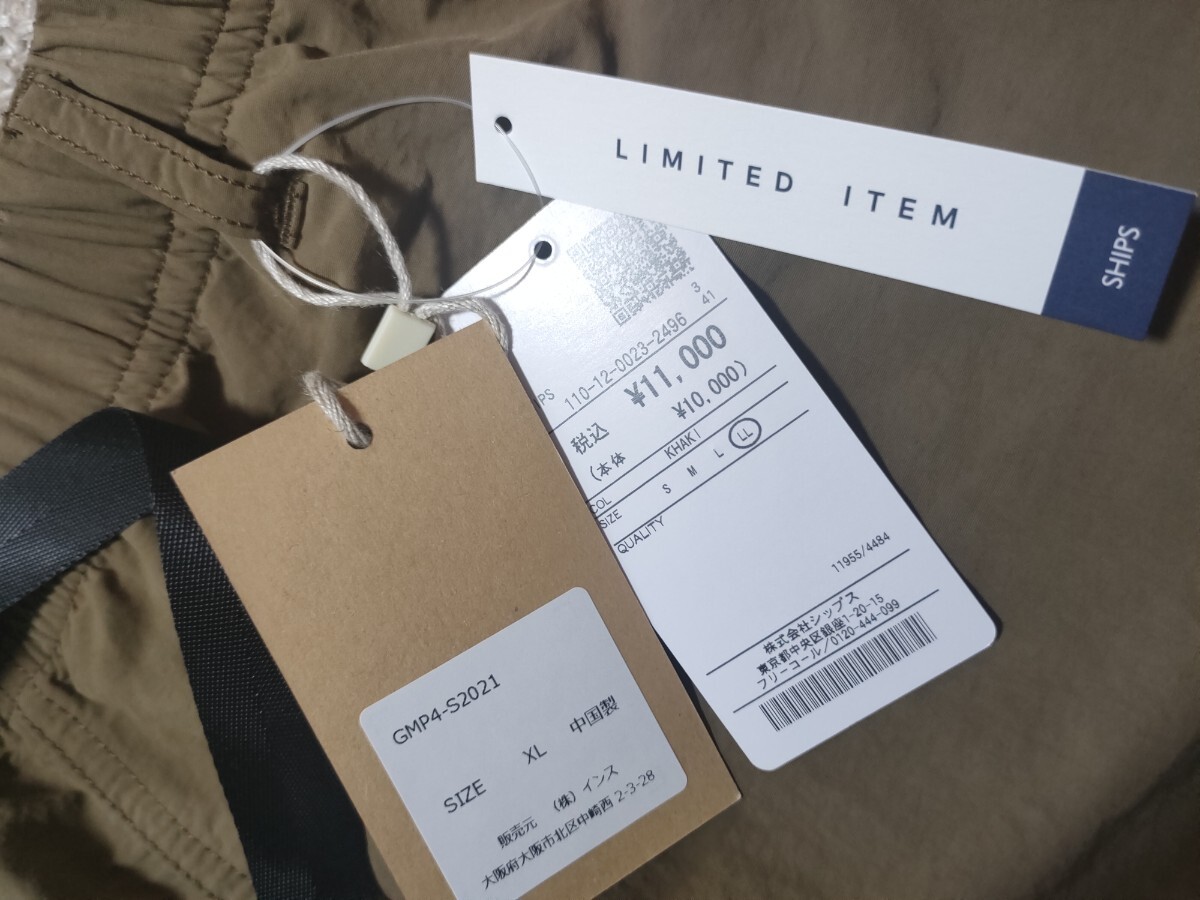 LIMITED ITEM
SHIPS
3
41
PS 110-12-0023-2496
税込 ¥11,000
(本体 ¥10,000)
COL KHAKI
SIZE S M L LL
QUALITY
11955/4484
株式会社シップス
東京都中央区銀座1-20-15
フリーコール/0120-444-099
GMP4-S2021
SIZE XL 中国製
販売元 (株)インス
大阪府大阪市北区中崎西 2-3-28